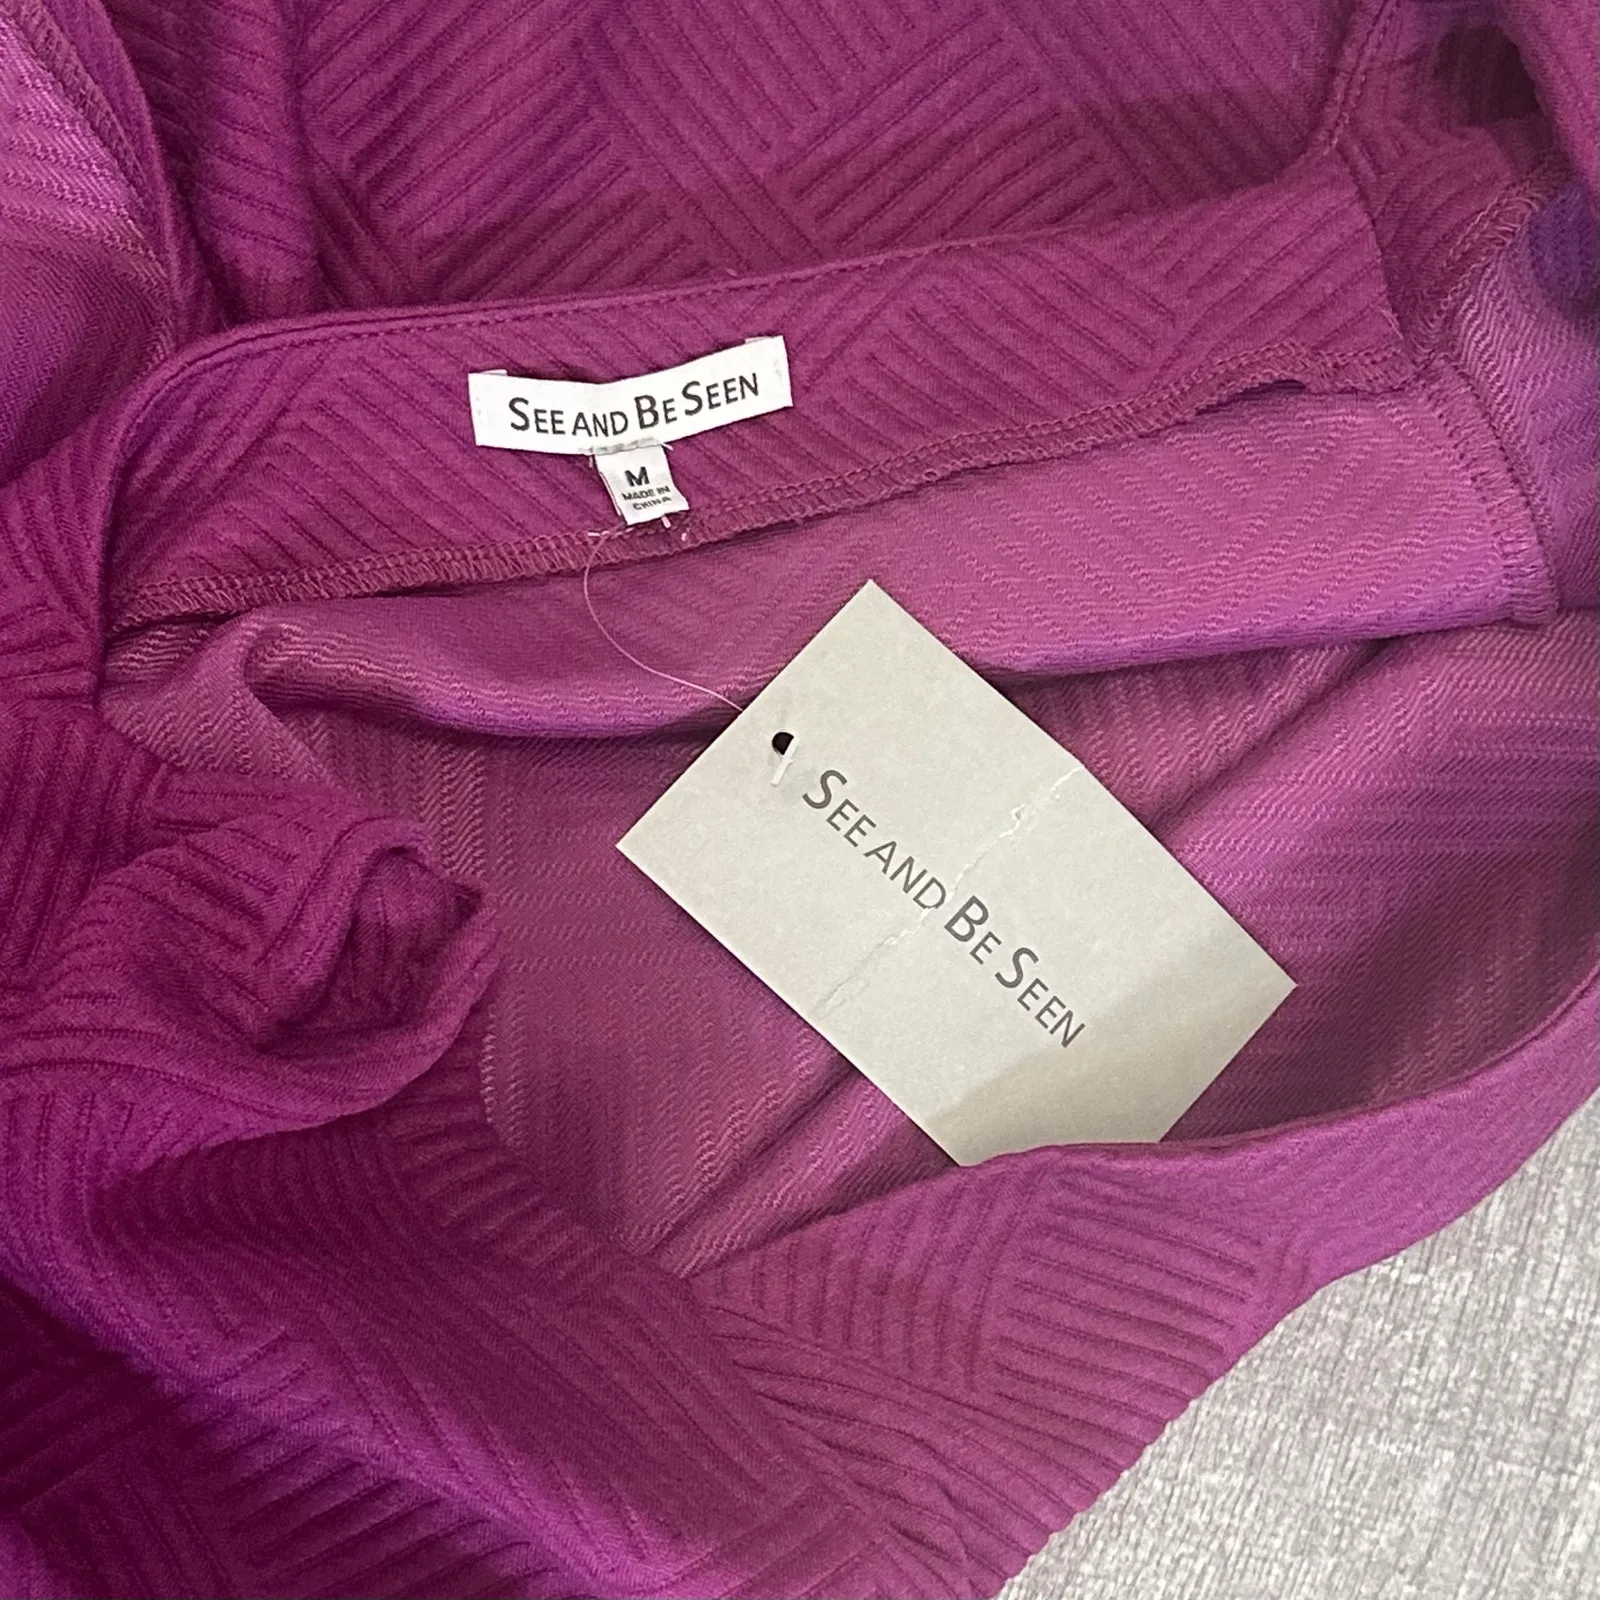 SEE AND BE SEEN
M
MADE IN
CHINA
SEE AND BE SEEN